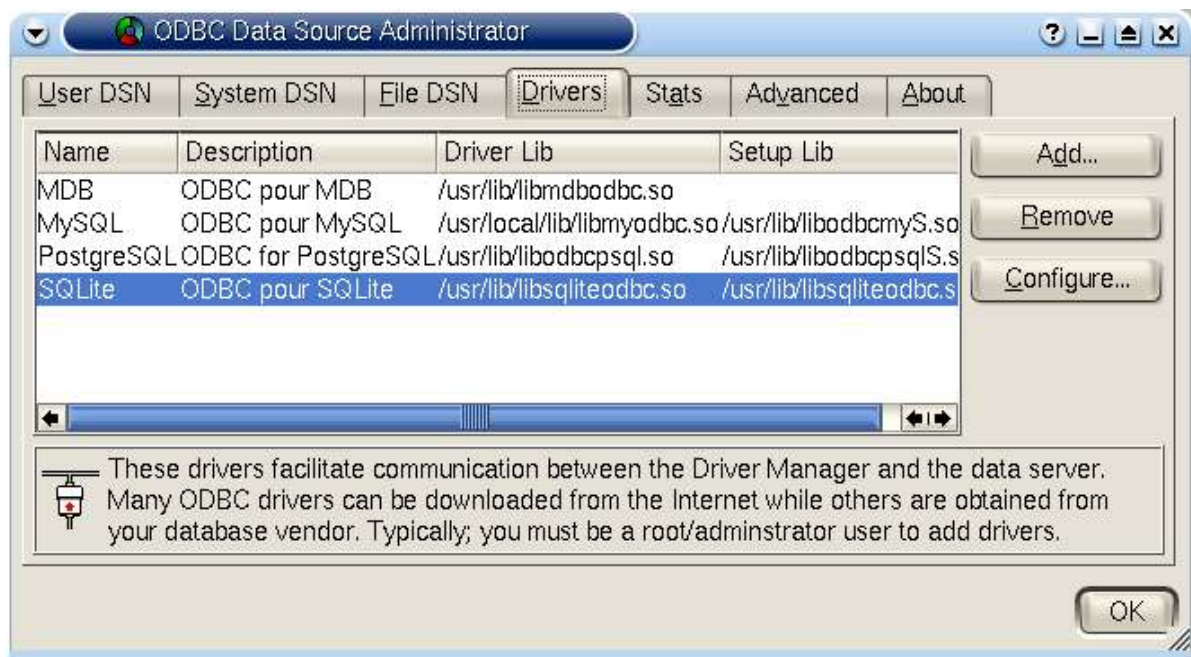 ODBC Data Source Administrator
User DSN System DSN File DSN Drivers Stats Advanced About
Name Description Driver Lib Setup Lib
MDB ODBC pour MDB /usr/lib/libmdbodbc.so
MySQL ODBC pour MySQL /usr/local/lib/libmyodbc.so /usr/lib/libodbcmyS.so
PostgreSQL ODBC for PostgreSQL /usr/lib/libodbcpsql.so /usr/lib/libodbcpsqlS.s
SQLite ODBC pour SQLite /usr/lib/libsqliteodbc.so /usr/lib/libsqliteodbc.s
Add...
Remove
Configure...
These drivers facilitate communication between the Driver Manager and the data server.
Many ODBC drivers can be downloaded from the Internet while others are obtained from
your database vendor. Typically; you must be a root/adminstrator user to add drivers.
OK